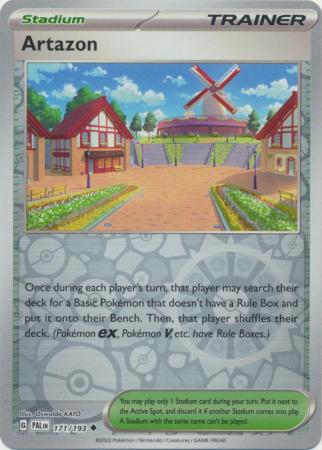 Stadium
TRAINER
Artazon
Once during each player's turn, that player may search their
deck for a Basic Pokémon that doesn't have a Rule Box and
put it onto their Bench. Then, that player shuffles their
deck. (Pokémon ex, Pokémon V, etc. have Rule Boxes.)
Illus. Oswaldo KATO
G PAL EN 171/193 ◆
You may play only 1 Stadium card during your turn. Put it next to
the Active Spot, and discard it if another Stadium comes into play.
A Stadium with the same name can't be played.
©2023 Pokémon / Nintendo / Creatures / GAME FREAK